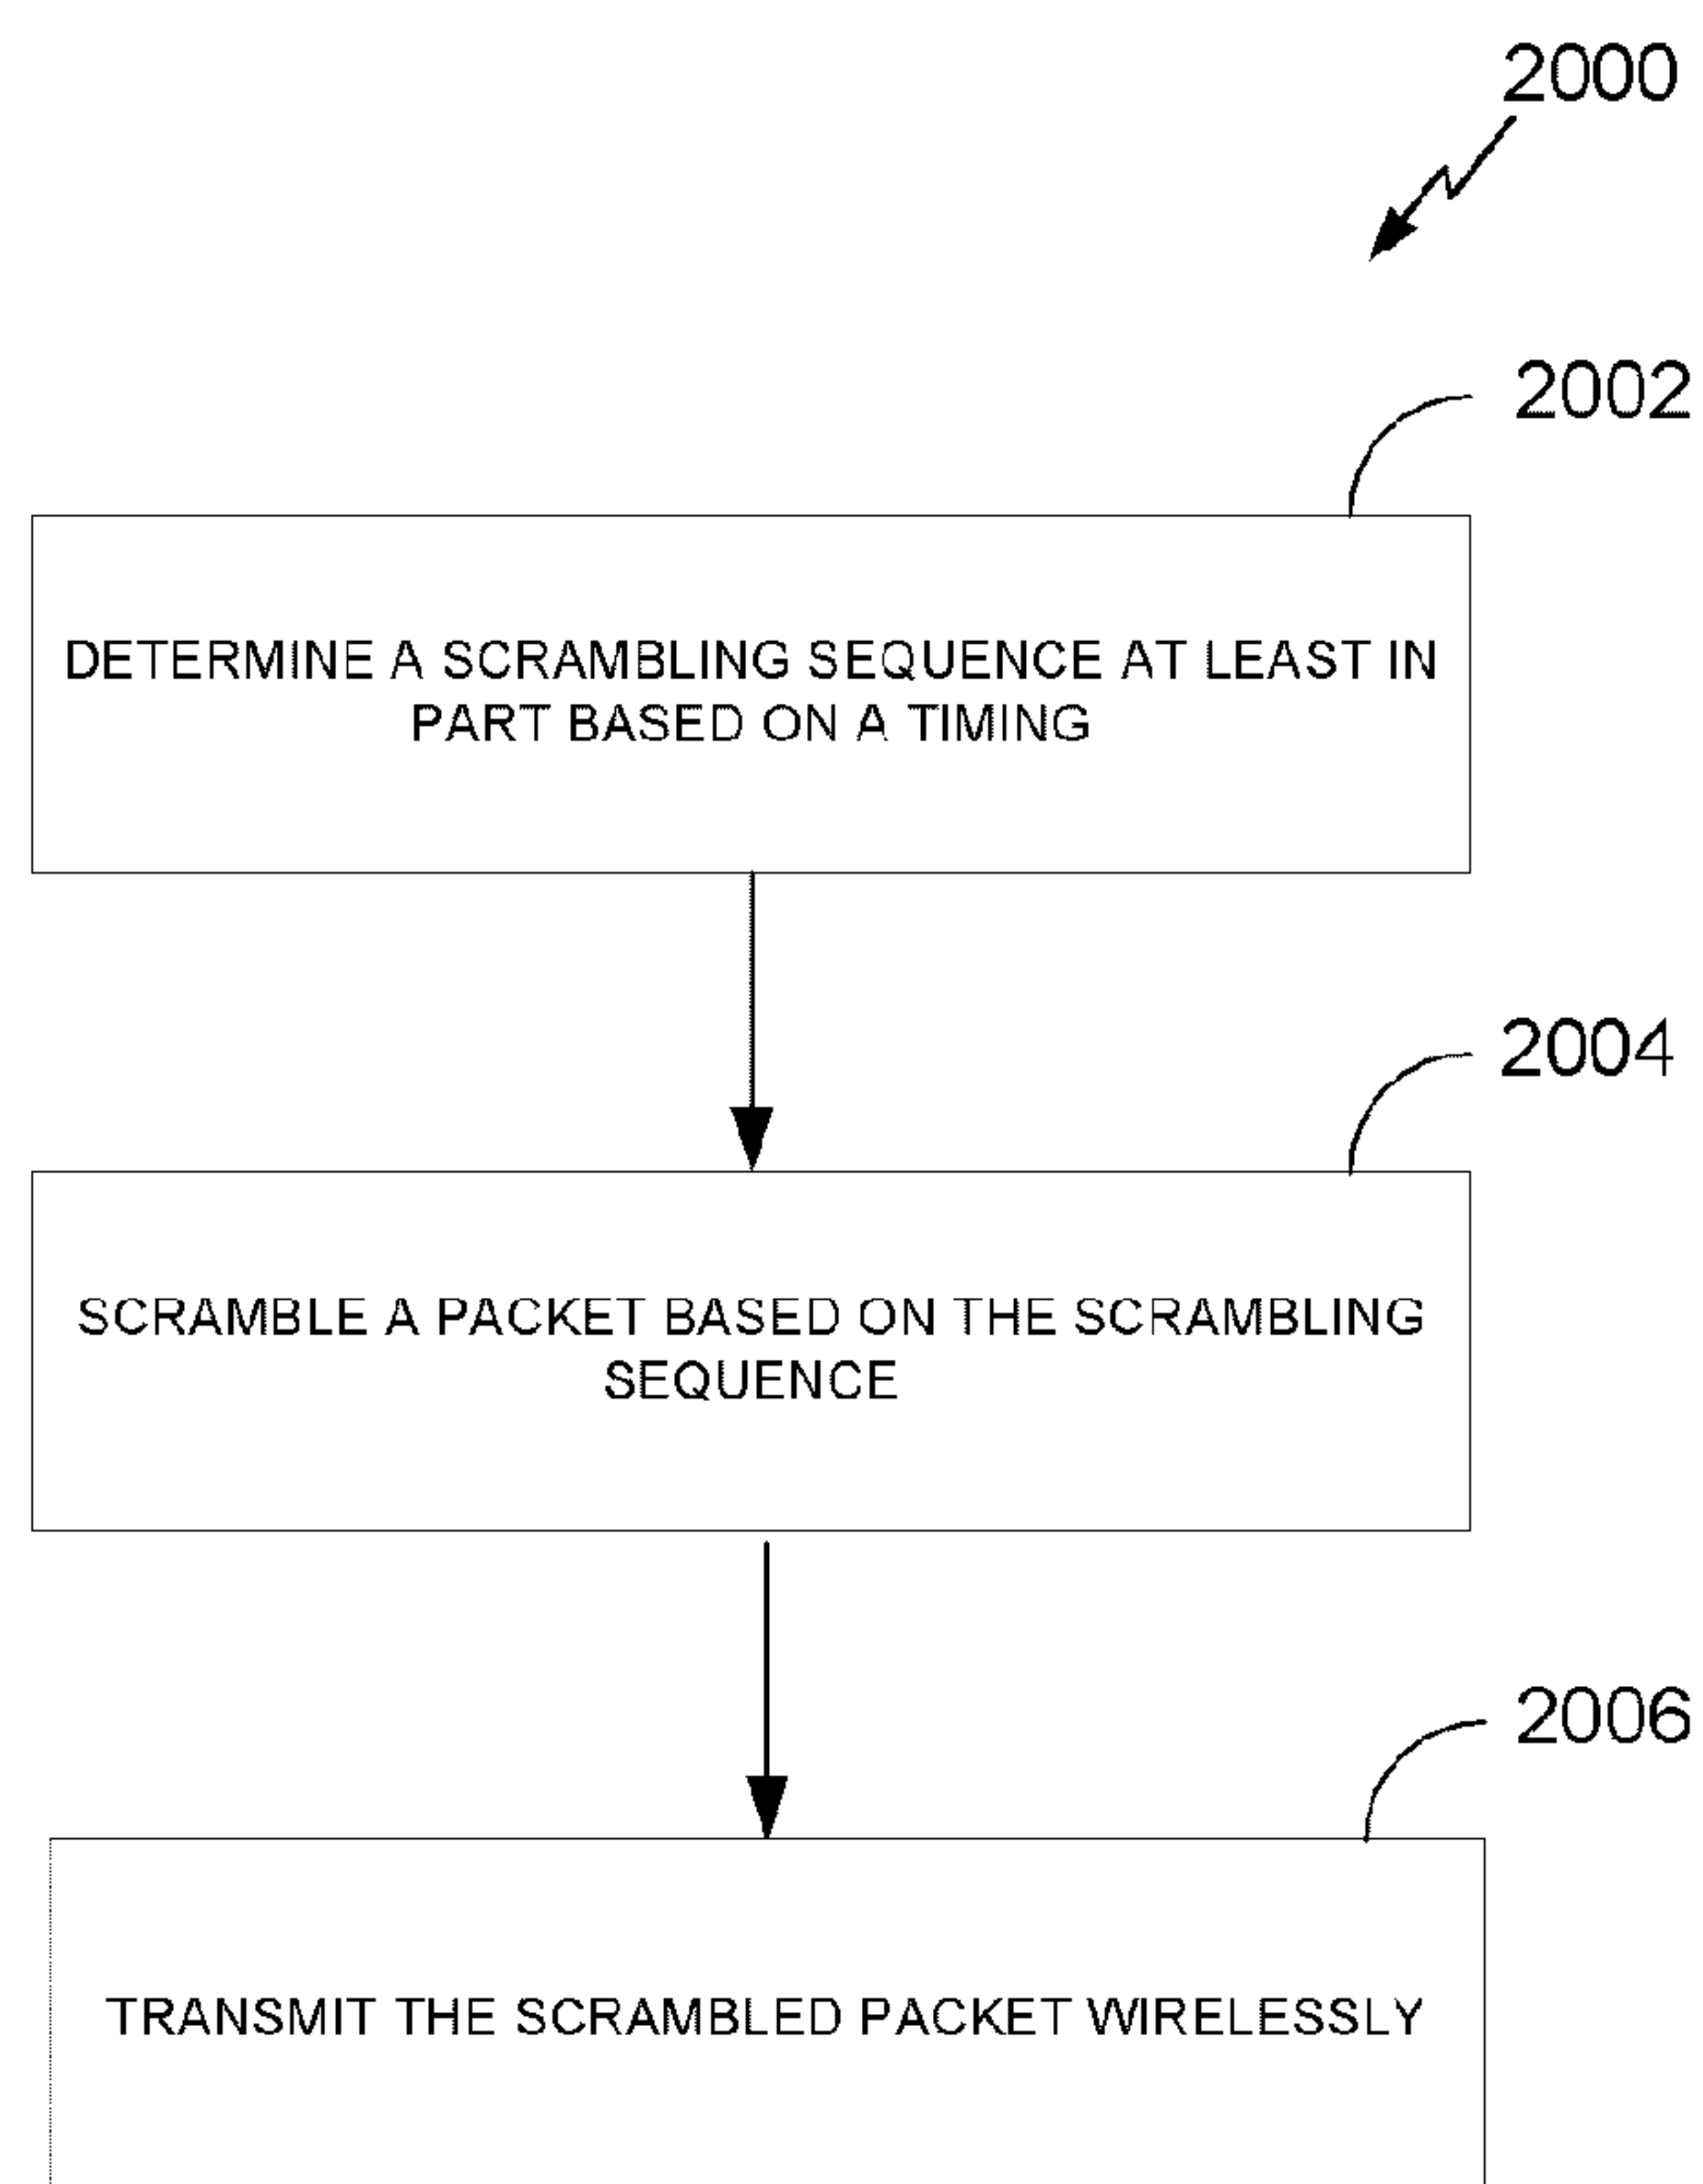 2000
2002
DETERMINE A SCRAMBLING SEQUENCE AT LEAST IN
PART BASED ON A TIMING
2004
SCRAMBLE A PACKET BASED ON THE SCRAMBLING
SEQUENCE
2006
TRANSMIT THE SCRAMBLED PACKET WIRELESSLY